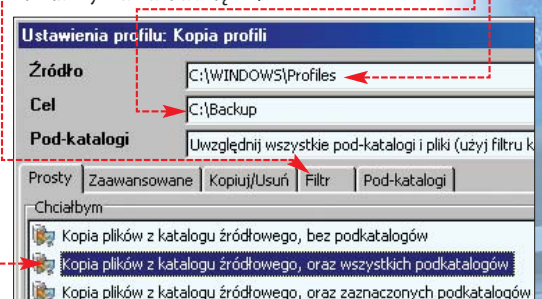 Ustawienia profilu: Kopia profili
Źródło
C:\WINDOWS\Profiles
Cel
C:\Backup
Pod-katalogi
Uwzględnij wszystkie pod-katalogi i pliki (użyj filtru
Prosty Zaawansowane Kopiuj/Usuń Filtr Pod-katalogi
Chciałbym
Kopia plików z katalogu źródłowego, bez podkatalogów
Kopia plików z katalogu źródłowego, oraz wszystkich podkatalogów
Kopia plików z katalogu źródłowego, oraz zaznaczonych podkatalogów